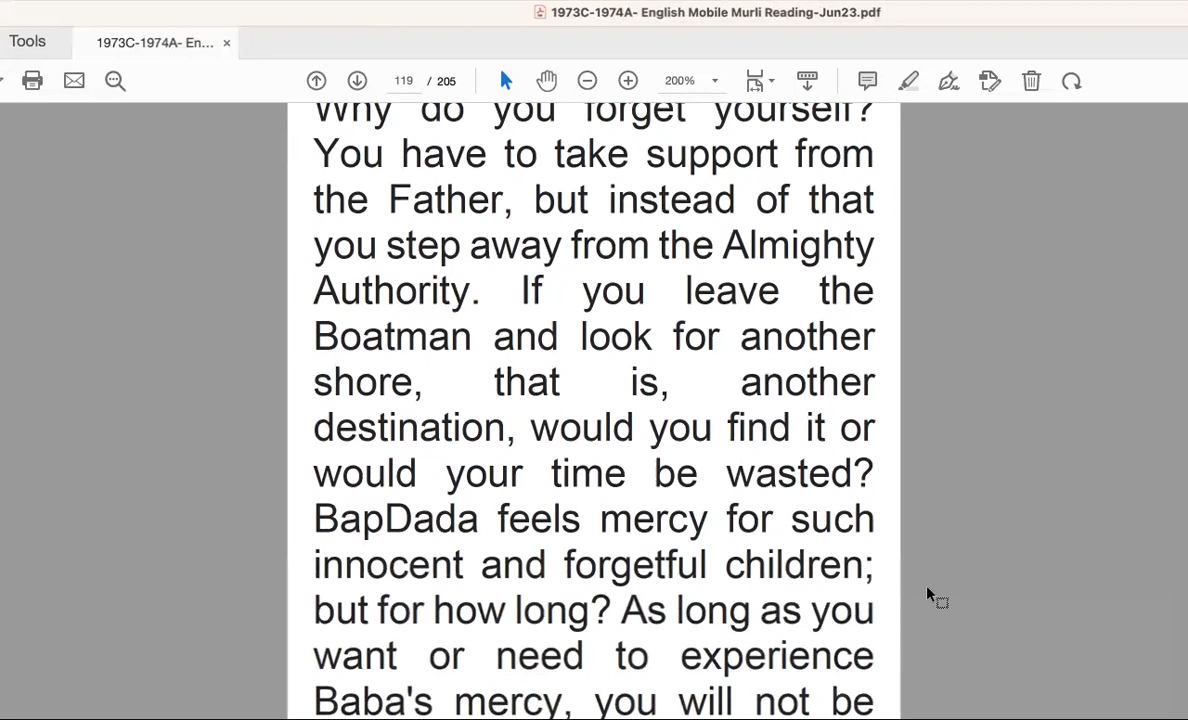 1973C-1974A- English Mobile Murli Reading-Jun23.pdf
Tools
1973C-1974A- En... ×
119 / 205
200%
Why do you forget yourself?
You have to take support from
the Father, but instead of that
you step away from the Almighty
Authority. If you leave the
Boatman and look for another
shore, that is, another
destination, would you find it or
would your time be wasted?
BapDada feels mercy for such
innocent and forgetful children;
but for how long? As long as you
want or need to experience
Baba's mercy, you will not be